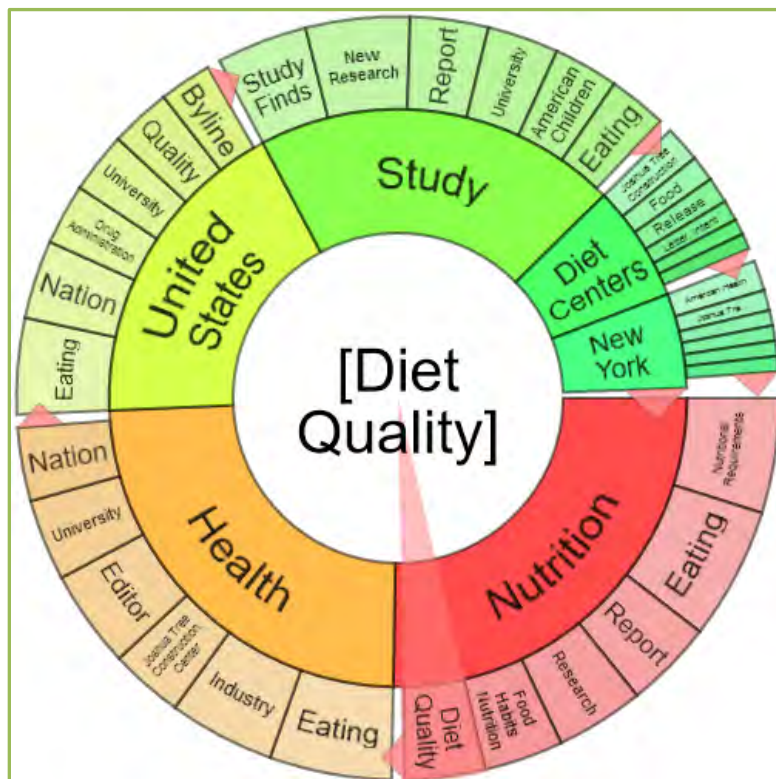 [Diet
Quality]
Study
Study
Finds
New
Research
Report
University
American
Children
Eating
Diet
Centers
Joshua Tree
Construction
Food
Release
Letter, Intent
New
York
American Health
Joshua Tre...
Nutrition
Nutritional
Requirements
Eating
Report
Research
Food
Habits
Nutrition
Diet
Quality
Health
Eating
Industry
Joshua Tree
Construction
Center
Editor
University
Nation
United
States
Eating
Nation
Drug
Administration
University
Quality
Byline